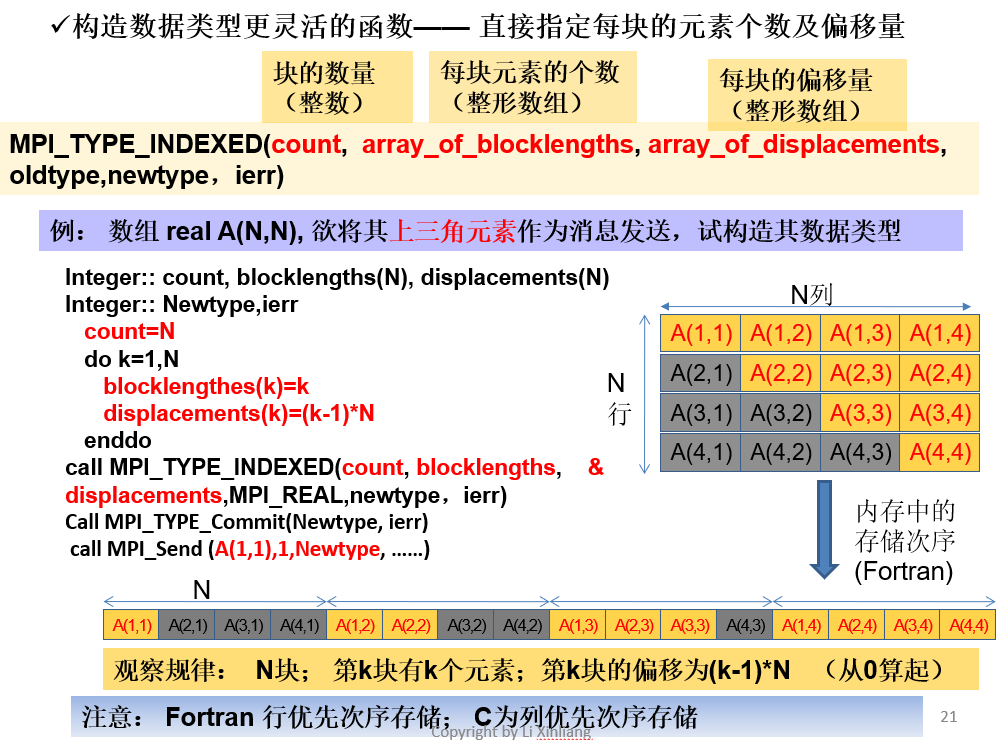 ✓构造数据类型更灵活的函数—— 直接指定每块的元素个数及偏移量
块的数量
（整数）
每块元素的个数
（整形数组）
每块的偏移量
（整形数组）
MPI_TYPE_INDEXED(count, array_of_blocklengths, array_of_displacements,
oldtype,newtype，ierr)
例： 数组 real A(N,N), 欲将其上三角元素作为消息发送，试构造其数据类型
Integer:: count, blocklengths(N), displacements(N)
Integer:: Newtype,ierr
count=N
do k=1,N
blocklengthes(k)=k
displacements(k)=(k-1)*N
enddo
call MPI_TYPE_INDEXED(count, blocklengths, &
displacements,MPI_REAL,newtype，ierr)
Call MPI_TYPE_Commit(Newtype, ierr)
call MPI_Send (A(1,1),1,Newtype, ......)
N列
N
行
A(1,1) A(1,2) A(1,3) A(1,4)
A(2,1) A(2,2) A(2,3) A(2,4)
A(3,1) A(3,2) A(3,3) A(3,4)
A(4,1) A(4,2) A(4,3) A(4,4)
内存中的
存储次序
(Fortran)
N
A(1,1) A(2,1) A(3,1) A(4,1) A(1,2) A(2,2) A(3,2) A(4,2) A(1,3) A(2,3) A(3,3) A(4,3) A(1,4) A(2,4) A(3,4) A(4,4)
观察规律： N块； 第k块有k个元素；第k块的偏移为(k-1)*N （从0算起）
注意： Fortran 行优先次序存储； C为列优先次序存储
Copyright by Li Xinliang
21